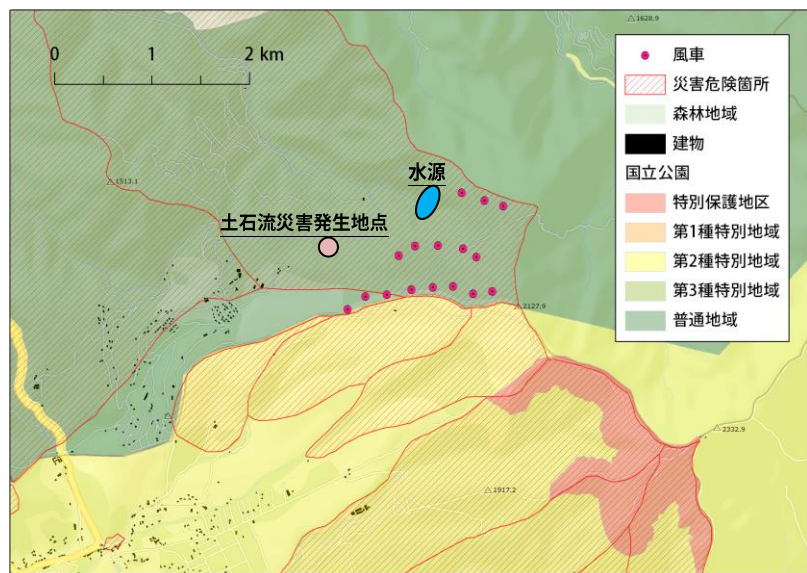 1628.9
0 1 2 km
風車
災害危険箇所
森林地域
建物
国立公園
特別保護地区
第1種特別地域
第2種特別地域
第3種特別地域
普通地域
1513.1
水源
土石流災害発生地点
2127.9
2332.9
1917.2